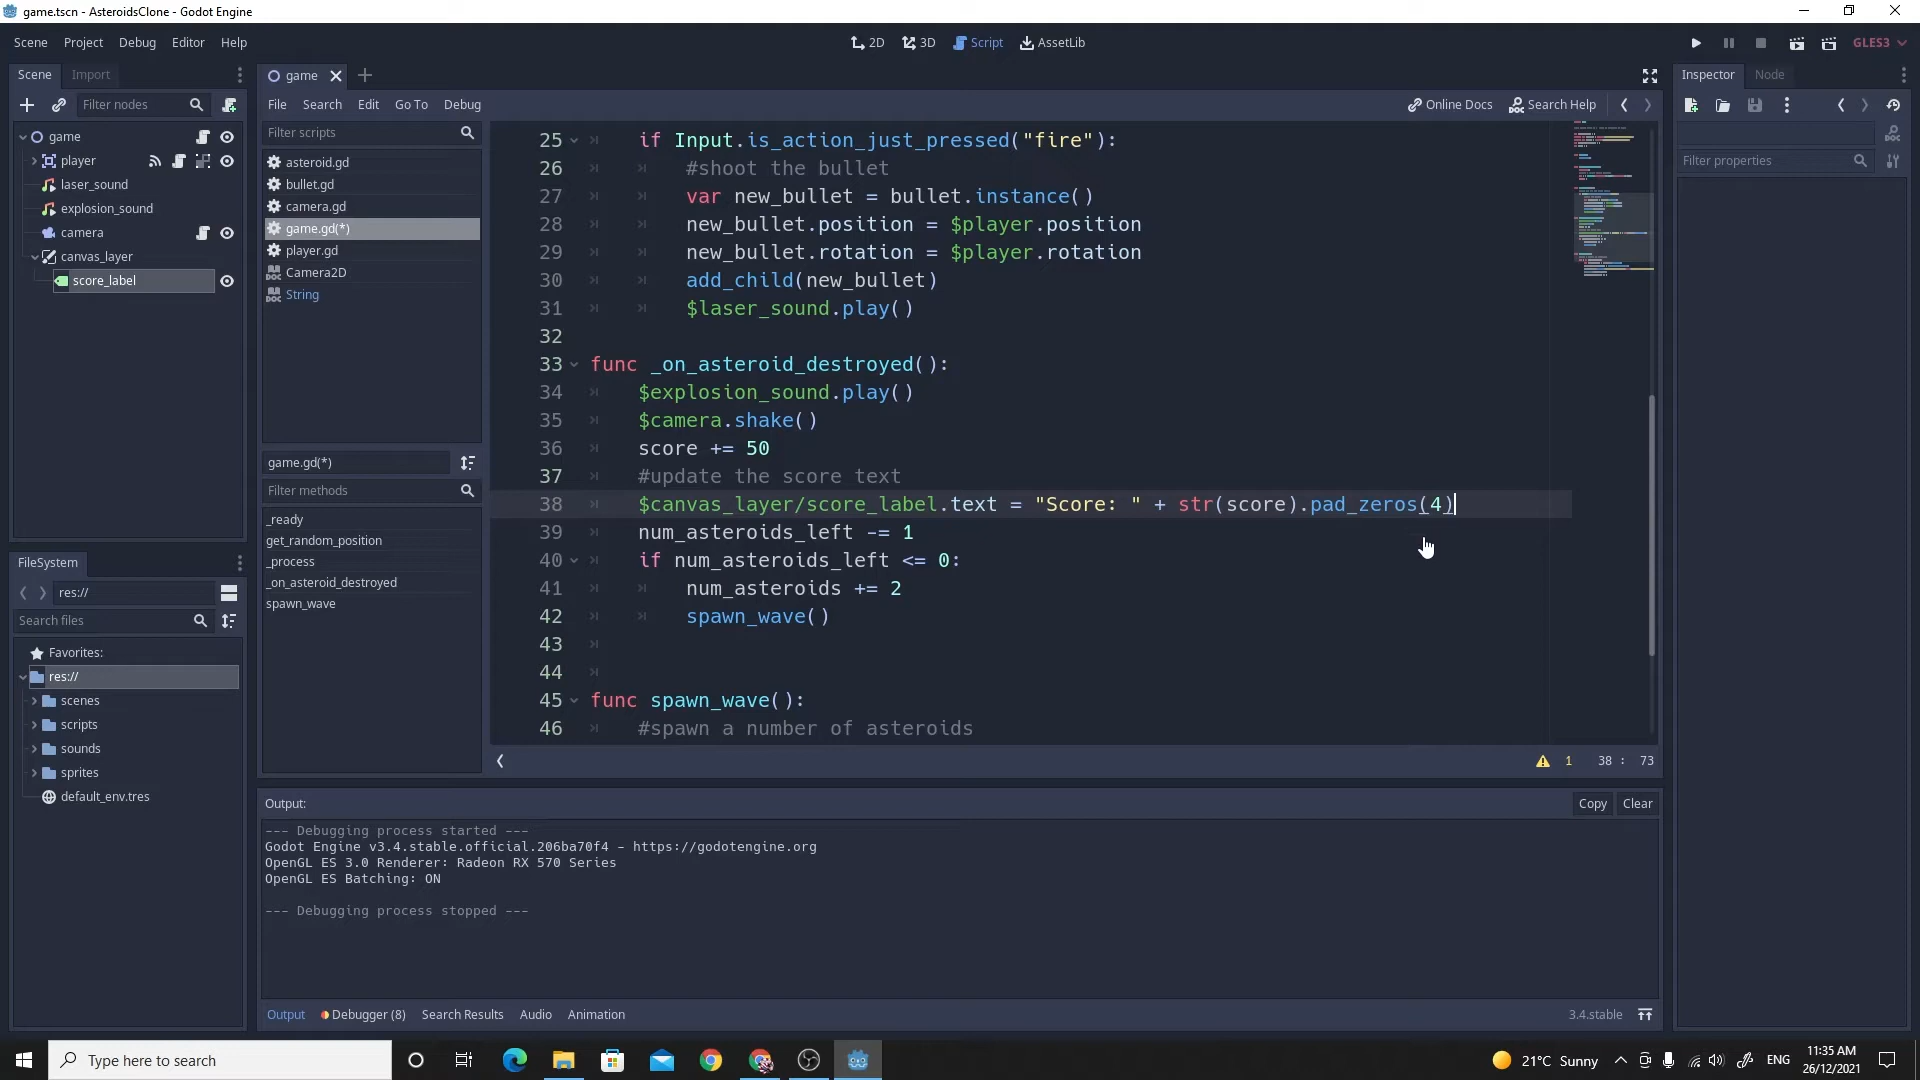 game.tscn - AsteroidsClone - Godot Engine
Scene Project Debug Editor Help
2D 3D Script AssetLib
GLES3
Scene Import
Filter nodes
game
player
laser_sound
explosion_sound
camera
canvas_layer
score_label
FileSystem
res://
Search files
Favorites:
res://
scenes
scripts
sounds
sprites
default_env.tres
game
File Search Edit Go To Debug
Online Docs Search Help
Filter scripts
asteroid.gd
bullet.gd
camera.gd
game.gd(*)
player.gd
Camera2D
String
game.gd(*)
Filter methods
_ready
get_random_position
_process
_on_asteroid_destroyed
spawn_wave
25 if Input.is_action_just_pressed("fire"):
26 #shoot the bullet
27 var new_bullet = bullet.instance()
28 new_bullet.position = $player.position
29 new_bullet.rotation = $player.rotation
30 add_child(new_bullet)
31 $laser_sound.play()
32
33 func _on_asteroid_destroyed():
34 $explosion_sound.play()
35 $camera.shake()
36 score += 50
37 #update the score text
38 $canvas_layer/score_label.text = "Score: " + str(score).pad_zeros(4)
39 num_asteroids_left -= 1
40 if num_asteroids_left <= 0:
41 num_asteroids += 2
42 spawn_wave()
43
44
45 func spawn_wave():
46 #spawn a number of asteroids
1 38 : 73
Output:
Copy Clear
--- Debugging process started ---
Godot Engine v3.4.stable.official.206ba70f4 - https://godotengine.org
OpenGL ES 3.0 Renderer: Radeon RX 570 Series
OpenGL ES Batching: ON
--- Debugging process stopped ---
Output Debugger (8) Search Results Audio Animation
3.4.stable
Inspector Node
Filter properties
Type here to search
21°C Sunny
ENG
11:35 AM
26/12/2021